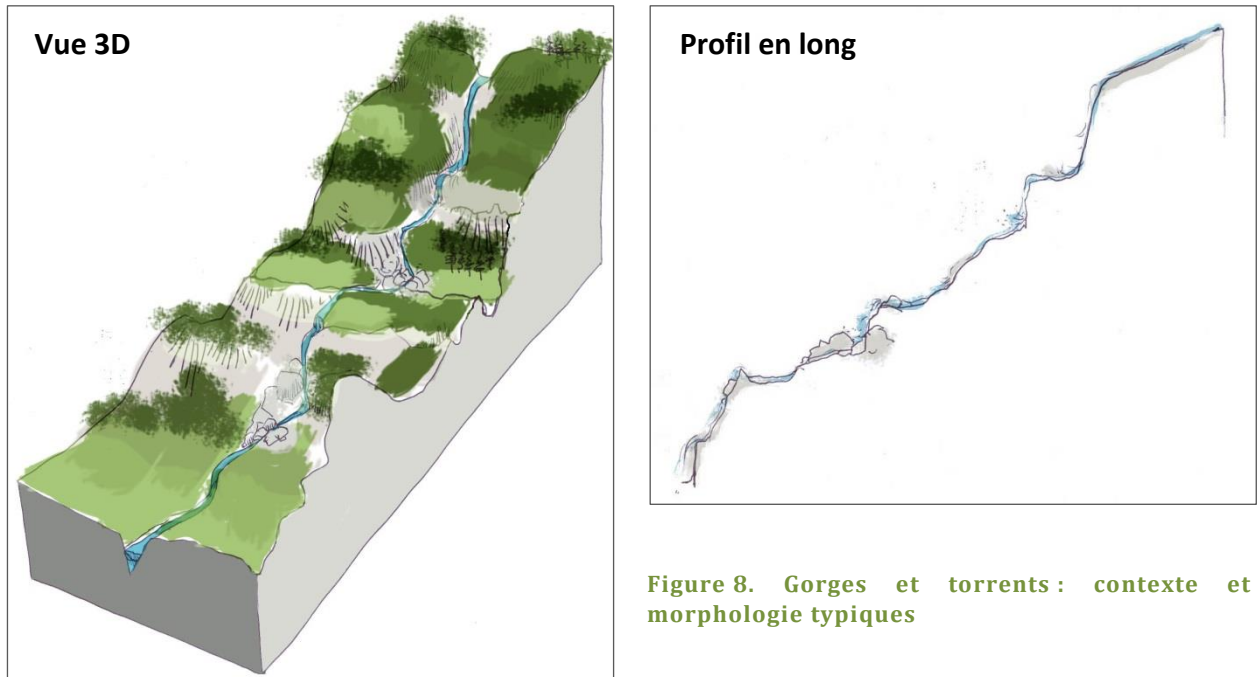 Vue 3D
Profil en long
Figure 8. Gorges et torrents : contexte et
morphologie typiques